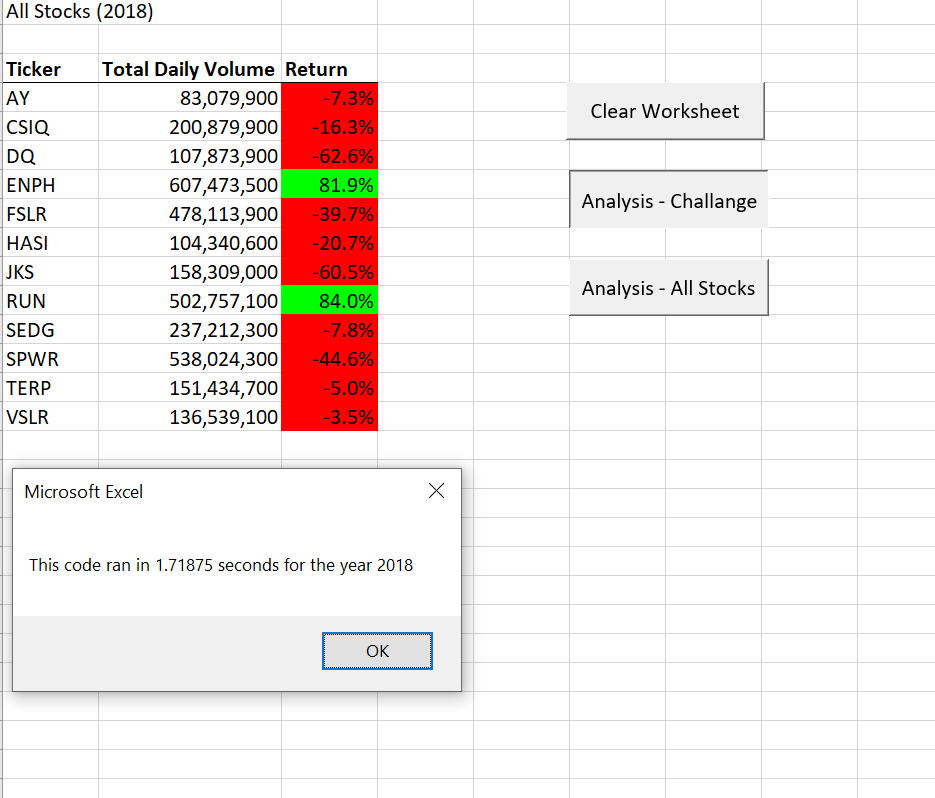 All Stocks (2018)
Ticker Total Daily Volume Return
AY 83,079,900 -7.3%
CSIQ 200,879,900 -16.3%
DQ 107,873,900 -62.6%
ENPH 607,473,500 81.9%
FSLR 478,113,900 -39.7%
HASI 104,340,600 -20.7%
JKS 158,309,000 -60.5%
RUN 502,757,100 84.0%
SEDG 237,212,300 -7.8%
SPWR 538,024,300 -44.6%
TERP 151,434,700 -5.0%
VSLR 136,539,100 -3.5%
Clear Worksheet
Analysis - Challange
Analysis - All Stocks
Microsoft Excel
This code ran in 1.71875 seconds for the year 2018
OK